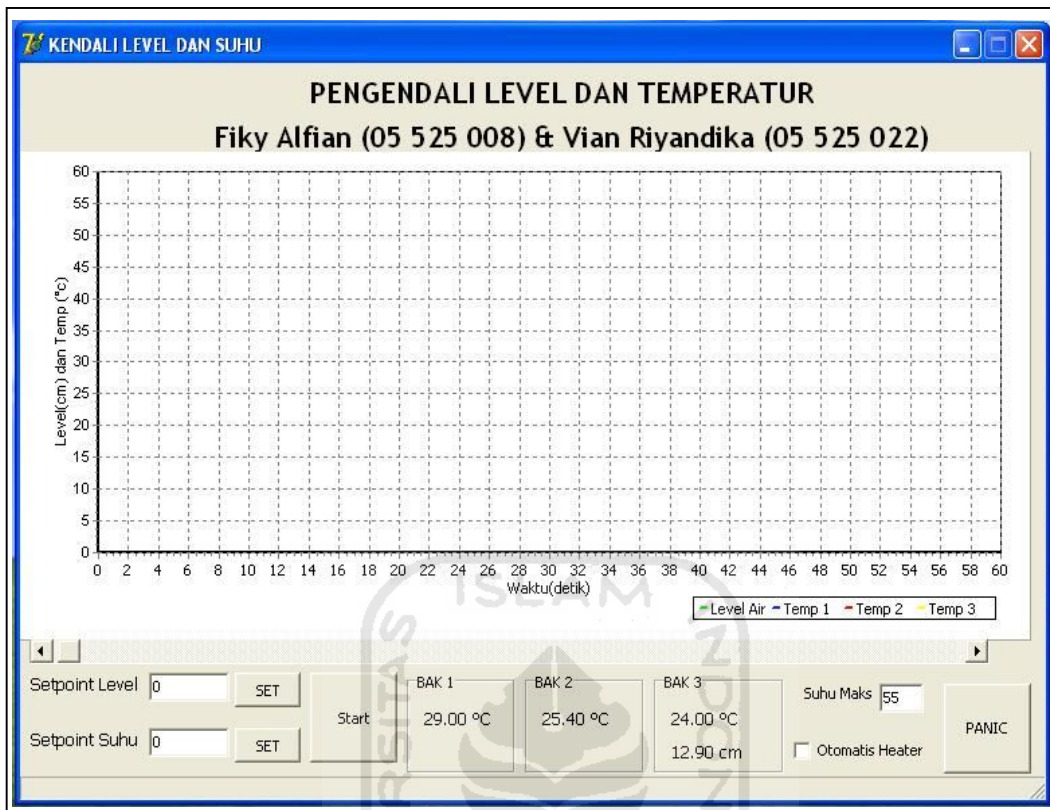 KENDALI LEVEL DAN SUHU
PENGENDALI LEVEL DAN TEMPERATUR
Fiky Alfian (05 525 008) & Vian Riyandika (05 525 022)
60
55
50
45
40
35
30
25
20
15
10
5
0
Level(cm) dan Temp (°c)
0 2 4 6 8 10 12 14 16 18 20 22 24 26 28 30 32 34 36 38 40 42 44 46 48 50 52 54 56 58 60
Waktu(detik)
Level Air Temp 1 Temp 2 Temp 3
ISLAM
Setpoint Level 0 SET
Setpoint Suhu 0 SET
Start
BAK 1
29.00 ºC
BAK 2
25.40 ºC
BAK 3
24.00 ºC
12.90 cm
Suhu Maks 55
Otomatis Heater
PANIC